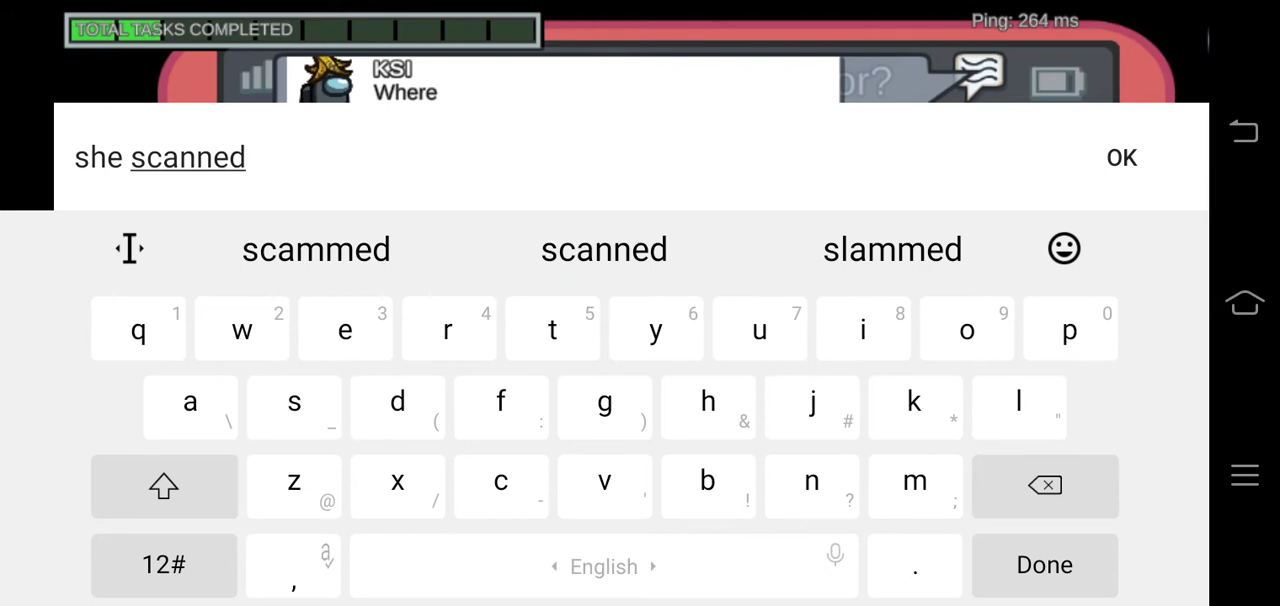 TOTAL TASKS COMPLETED
Ping: 264 ms
KSI
Where
or?
she scanned
OK
scammed scanned slammed
q 1 w 2 e 3 r 4 t 5 y 6 u 7 i 8 o 9 p 0
a \ s _ d ( f : g ) h & j # k * l "
z @ x / c - v ' b ! n ? m ;
12# , a English . Done